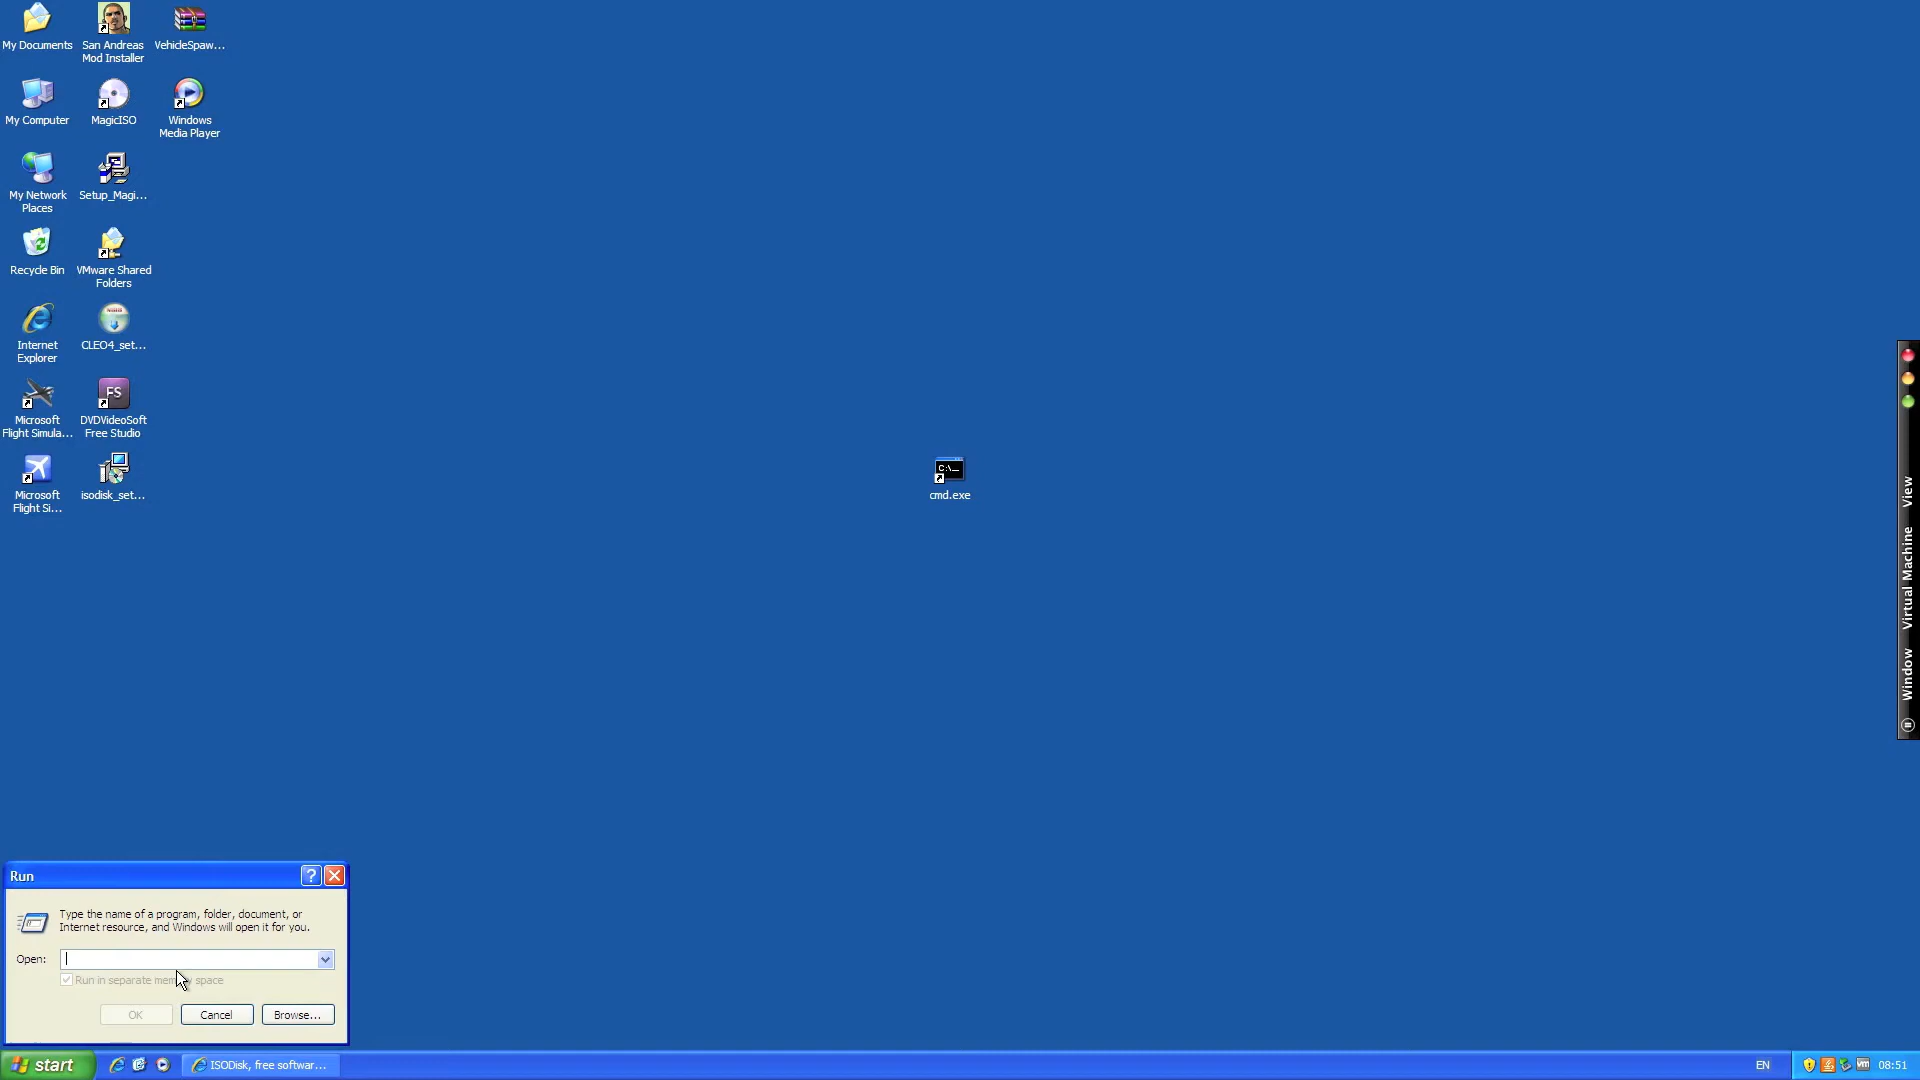 My Documents
San Andreas
Mod Installer
VehicleSpaw...
My Computer
MagicISO
Windows
Media Player
My Network
Places
Setup_Magi...
Recycle Bin
VMware Shared
Folders
Internet
Explorer
CLEO4_set...
Microsoft
Flight Simula...
FS
DVDVideoSoft
Free Studio
Microsoft
Flight Si...
isodisk_set...
C:\_
cmd.exe
View
Virtual Machine
Window
Run
?
Type the name of a program, folder, document, or
Internet resource, and Windows will open it for you.
Open:
Run in separate memory space
OK
Cancel
Browse...
start
ISODisk, free softwar...
EN
vm
08:51